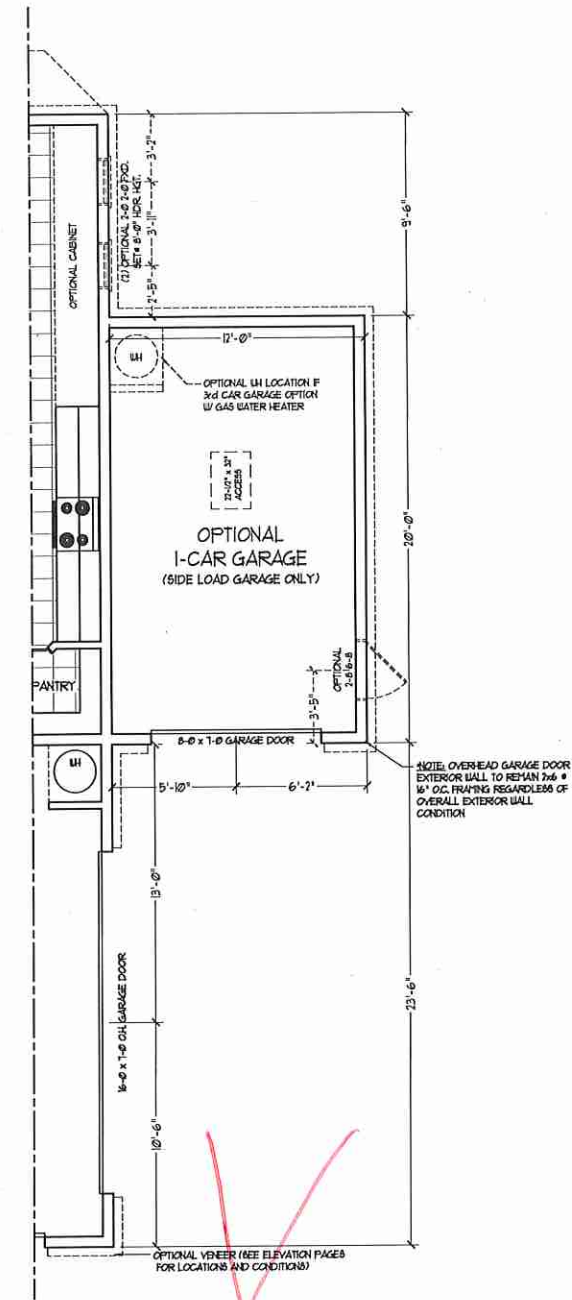 3'-2"
(2) OPTIONAL 2-0 2-0 FXD.
SET @ 8'-0" HDR. HGT.
3'-11"
2'-5"
9'-6"
OPTIONAL CABINET
12'-0"
WH
OPTIONAL WH LOCATION IF
3rd CAR GARAGE OPTION
W/ GAS WATER HEATER
22-1/2" x 32"
ACCESS
OPTIONAL
1-CAR GARAGE
(SIDE LOAD GARAGE ONLY)
20'-0"
OPTIONAL
2-8 6-8
3'-5"
PANTRY
8-0 x 7-0 GARAGE DOOR
WH
5'-10"
6'-2"
NOTE: OVERHEAD GARAGE DOOR
EXTERIOR WALL TO REMAIN 2x6 @
16" O.C. FRAMING REGARDLESS OF
OVERALL EXTERIOR WALL
CONDITION
13'-0"
16-0 x 7-0 O.H. GARAGE DOOR
23'-6"
10'-6"
OPTIONAL VENEER (SEE ELEVATION PAGES
FOR LOCATIONS AND CONDITIONS)